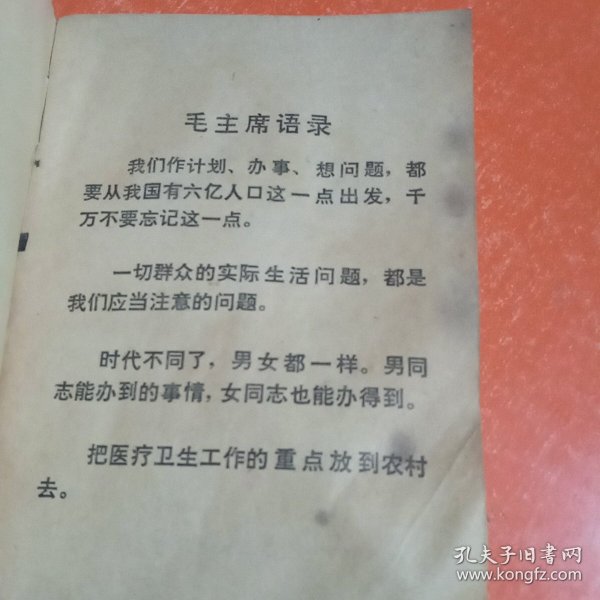 毛主席语录
我们作计划、办事、想问题，都
要从我国有六亿人口这一点出发，千
万不要忘记这一点。
一切群众的实际生活问题，都是
我们应当注意的问题。
时代不同了，男女都一样。男同
志能办到的事情，女同志也能办得到。
把医疗卫生工作的重点放到农村
去。
孔夫子旧书网
www.kongfz.com